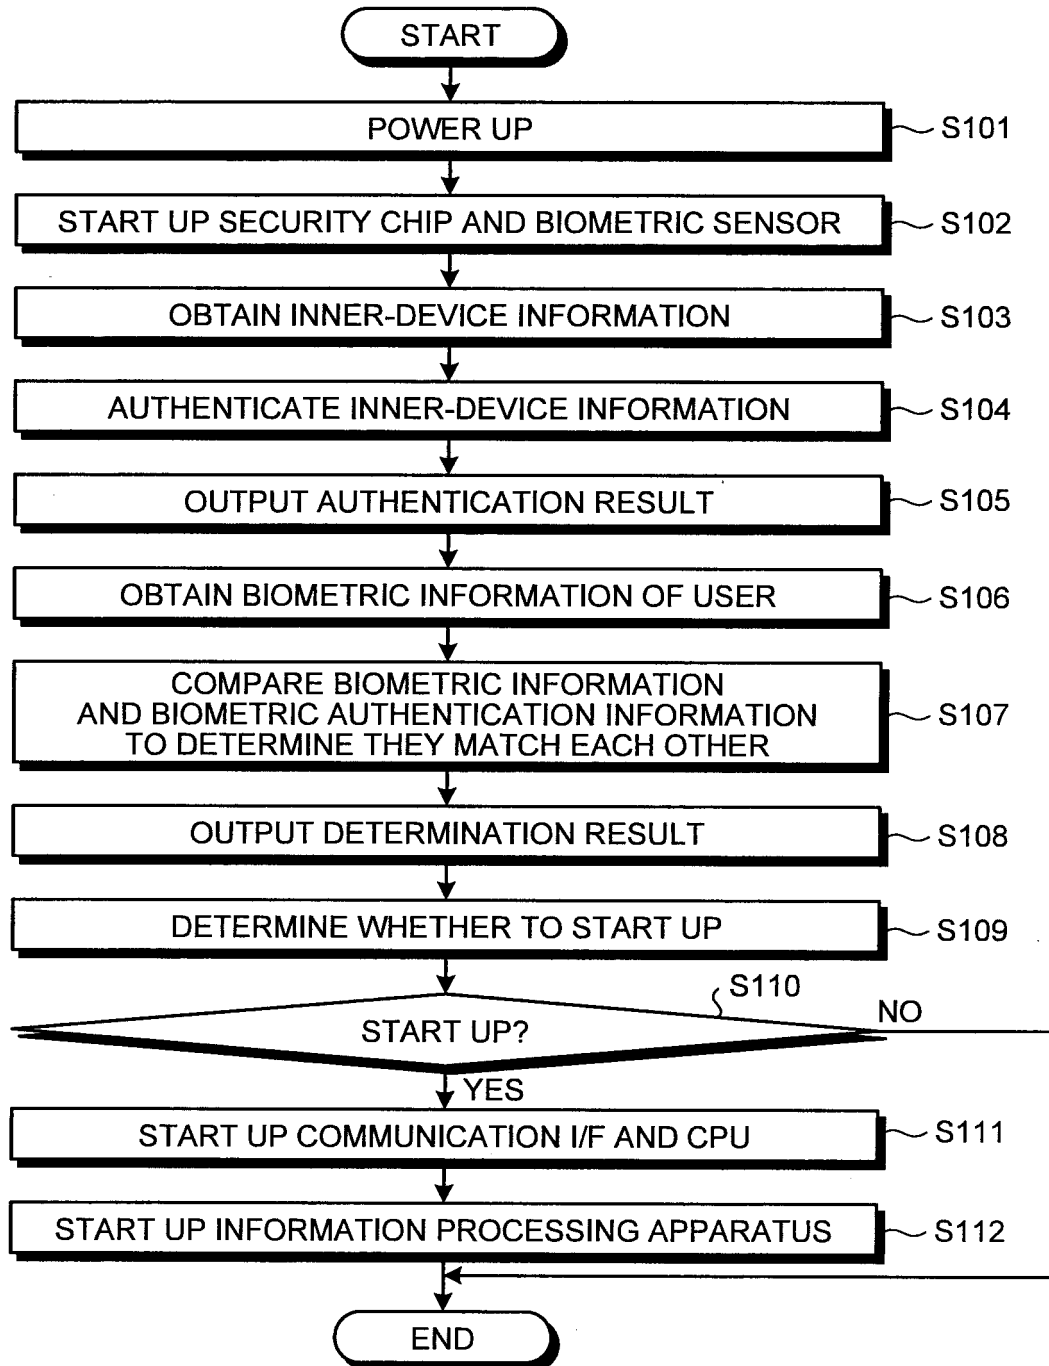 START
POWER UP
S101
START UP SECURITY CHIP AND BIOMETRIC SENSOR
S102
OBTAIN INNER-DEVICE INFORMATION
S103
AUTHENTICATE INNER-DEVICE INFORMATION
S104
OUTPUT AUTHENTICATION RESULT
S105
OBTAIN BIOMETRIC INFORMATION OF USER
S106
COMPARE BIOMETRIC INFORMATION
AND BIOMETRIC AUTHENTICATION INFORMATION
TO DETERMINE THEY MATCH EACH OTHER
S107
OUTPUT DETERMINATION RESULT
S108
DETERMINE WHETHER TO START UP
S109
S110
START UP?
NO
YES
START UP COMMUNICATION I/F AND CPU
S111
START UP INFORMATION PROCESSING APPARATUS
S112
END